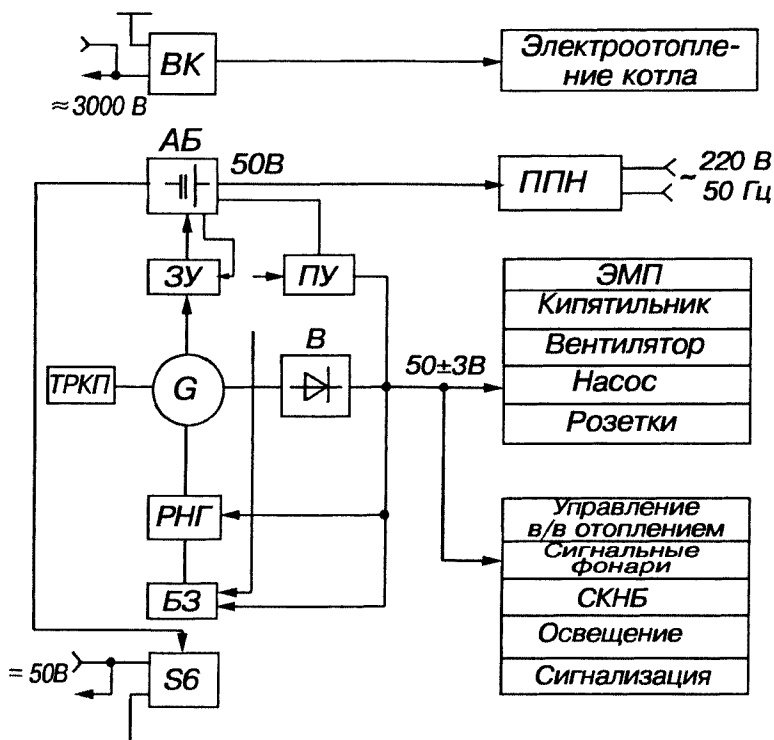 ВК
Электроотопле-
ние котла
≈3000 В
АБ
50В
ППН
~ 220 В
50 Гц
ЗУ
ПУ
ЭМП
Кипятильник
Вентилятор
Насос
Розетки
В
50±3В
ТРКП
G
РНГ
БЗ
Управление
в/в отоплением
Сигнальные
фонари
СКНБ
Освещение
Сигнализация
= 50В
S6